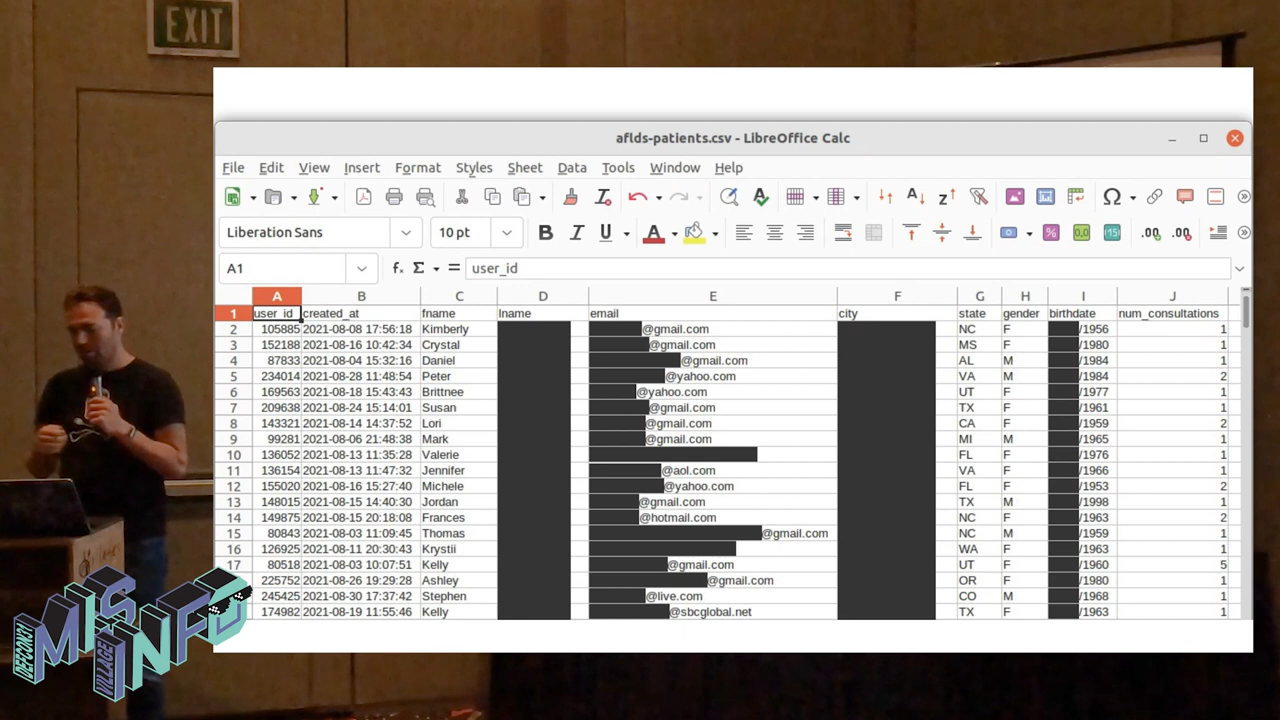 EXIT
aflds-patients.csv - LibreOffice Calc
File Edit View Insert Format Styles Sheet Data Tools Window Help
Liberation Sans 10 pt B I U A .00 .00
A1 fx Σ = user_id
A B C D E F G H I J
1 user_id created_at fname lname email city state gender birthdate num_consultations
2 105885 2021-08-08 17:56:18 Kimberly @gmail.com NC F /1956 1
3 152188 2021-08-16 10:42:34 Crystal @gmail.com MS F /1980 1
4 87833 2021-08-04 15:32:16 Daniel @gmail.com AL M /1984 1
5 234014 2021-08-28 11:48:54 Peter @yahoo.com VA M /1984 2
6 169563 2021-08-18 15:43:43 Brittnee @yahoo.com UT F /1977 1
7 209638 2021-08-24 15:14:01 Susan @gmail.com TX F /1961 1
8 143321 2021-08-14 14:37:52 Lori @gmail.com CA F /1959 2
9 99281 2021-08-06 21:48:38 Mark @gmail.com MI M /1965 1
10 136052 2021-08-13 11:35:28 Valerie FL F /1976 1
11 136154 2021-08-13 11:47:32 Jennifer @aol.com VA F /1966 1
12 155020 2021-08-16 15:27:40 Michele @yahoo.com FL F /1953 2
13 148015 2021-08-15 14:40:30 Jordan @gmail.com TX M /1998 1
14 149875 2021-08-15 20:18:08 Frances @hotmail.com NC F /1963 2
15 80843 2021-08-03 11:09:45 Thomas @gmail.com NC M /1959 1
16 126925 2021-08-11 20:30:43 Krystii WA F /1963 1
17 80518 2021-08-03 10:07:51 Kelly @gmail.com UT F /1960 5
225752 2021-08-26 19:29:28 Ashley @gmail.com OR F /1980 1
245425 2021-08-30 17:37:42 Stephen @live.com CO M /1968 1
174982 2021-08-19 11:55:46 Kelly @sbcglobal.net TX F /1963 1
MIS
INFO
DEFCON31
VILLAGE